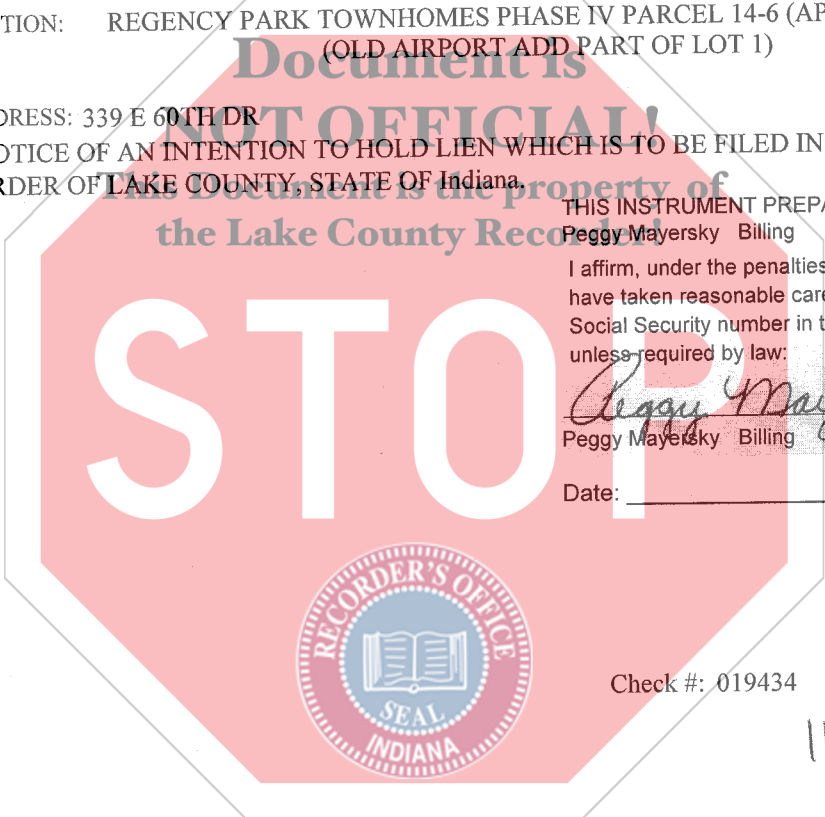 TION: REGENCY PARK TOWNHOMES PHASE IV PARCEL 14-6 (AP
(OLD AIRPORT ADD PART OF LOT 1)
Document is
DRESS: 339 E 60TH DR
NOT OFFICIAL!
OTICE OF AN INTENTION TO HOLD LIEN WHICH IS TO BE FILED IN
RDER OF LAKE COUNTY, STATE OF Indiana.
This Document is the property of
the Lake County Recorder!
THIS INSTRUMENT PREPA
Peggy Mayersky Billing
I affirm, under the penalties
have taken reasonable care
Social Security number in t
unless required by law:
STOP
Peggy May
Peggy Mayersky Billing
Date:
RECORDER'S OFFICE
SEAL
INDIANA
Check #: 019434